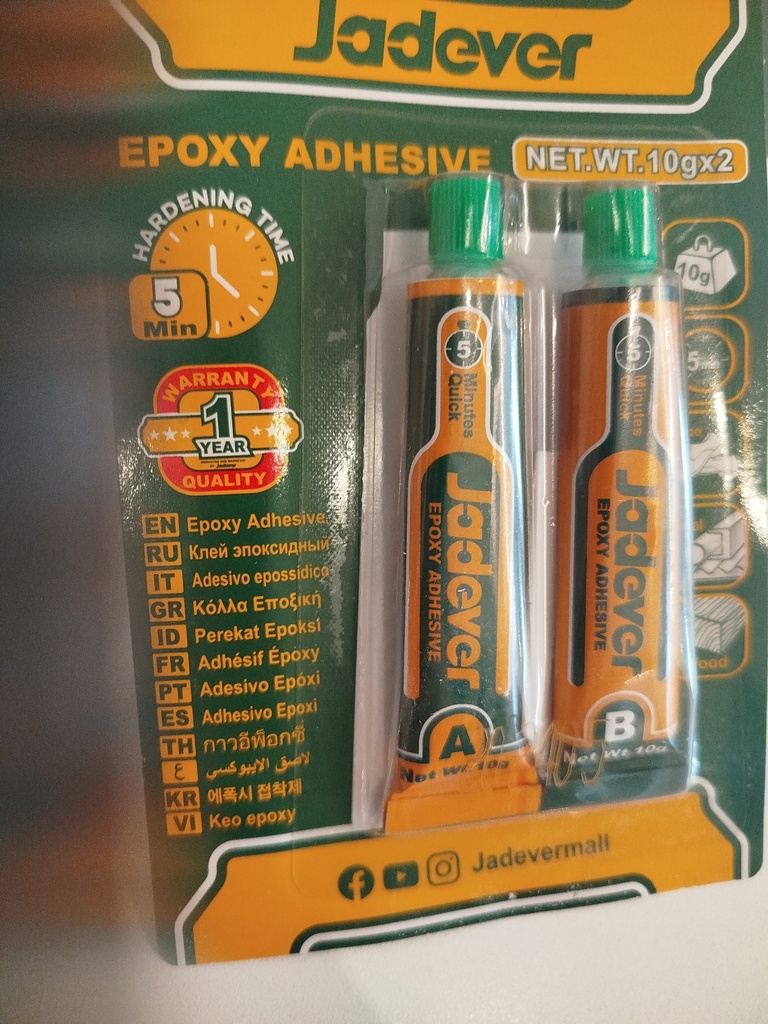 Jadever
EPOXY ADHESIVE
NET.WT.10gx2
HARDENING TIME
5
Min
WARRANTY
1
YEAR
Jadever
QUALITY
EN Epoxy Adhesive
RU Клей эпоксидный
IT Adesivo epossidico
GR Κόλλα Εποξική
ID Perekat Epoksi
FR Adhésif Époxy
PT Adesivo Epóxi
ES Adhesivo Epoxi
TH กาวอีพ็อกซี่
ع لاصق الايبوكسي
KR 에폭시 접착제
VI Keo epoxy
5 Minutes
Quick
Jadever
EPOXY ADHESIVE
A
Net Wt 10g
5 Minutes
Quick
Jadever
EPOXY ADHESIVE
B
Net Wt 10g
10g
5min
Jadevermall